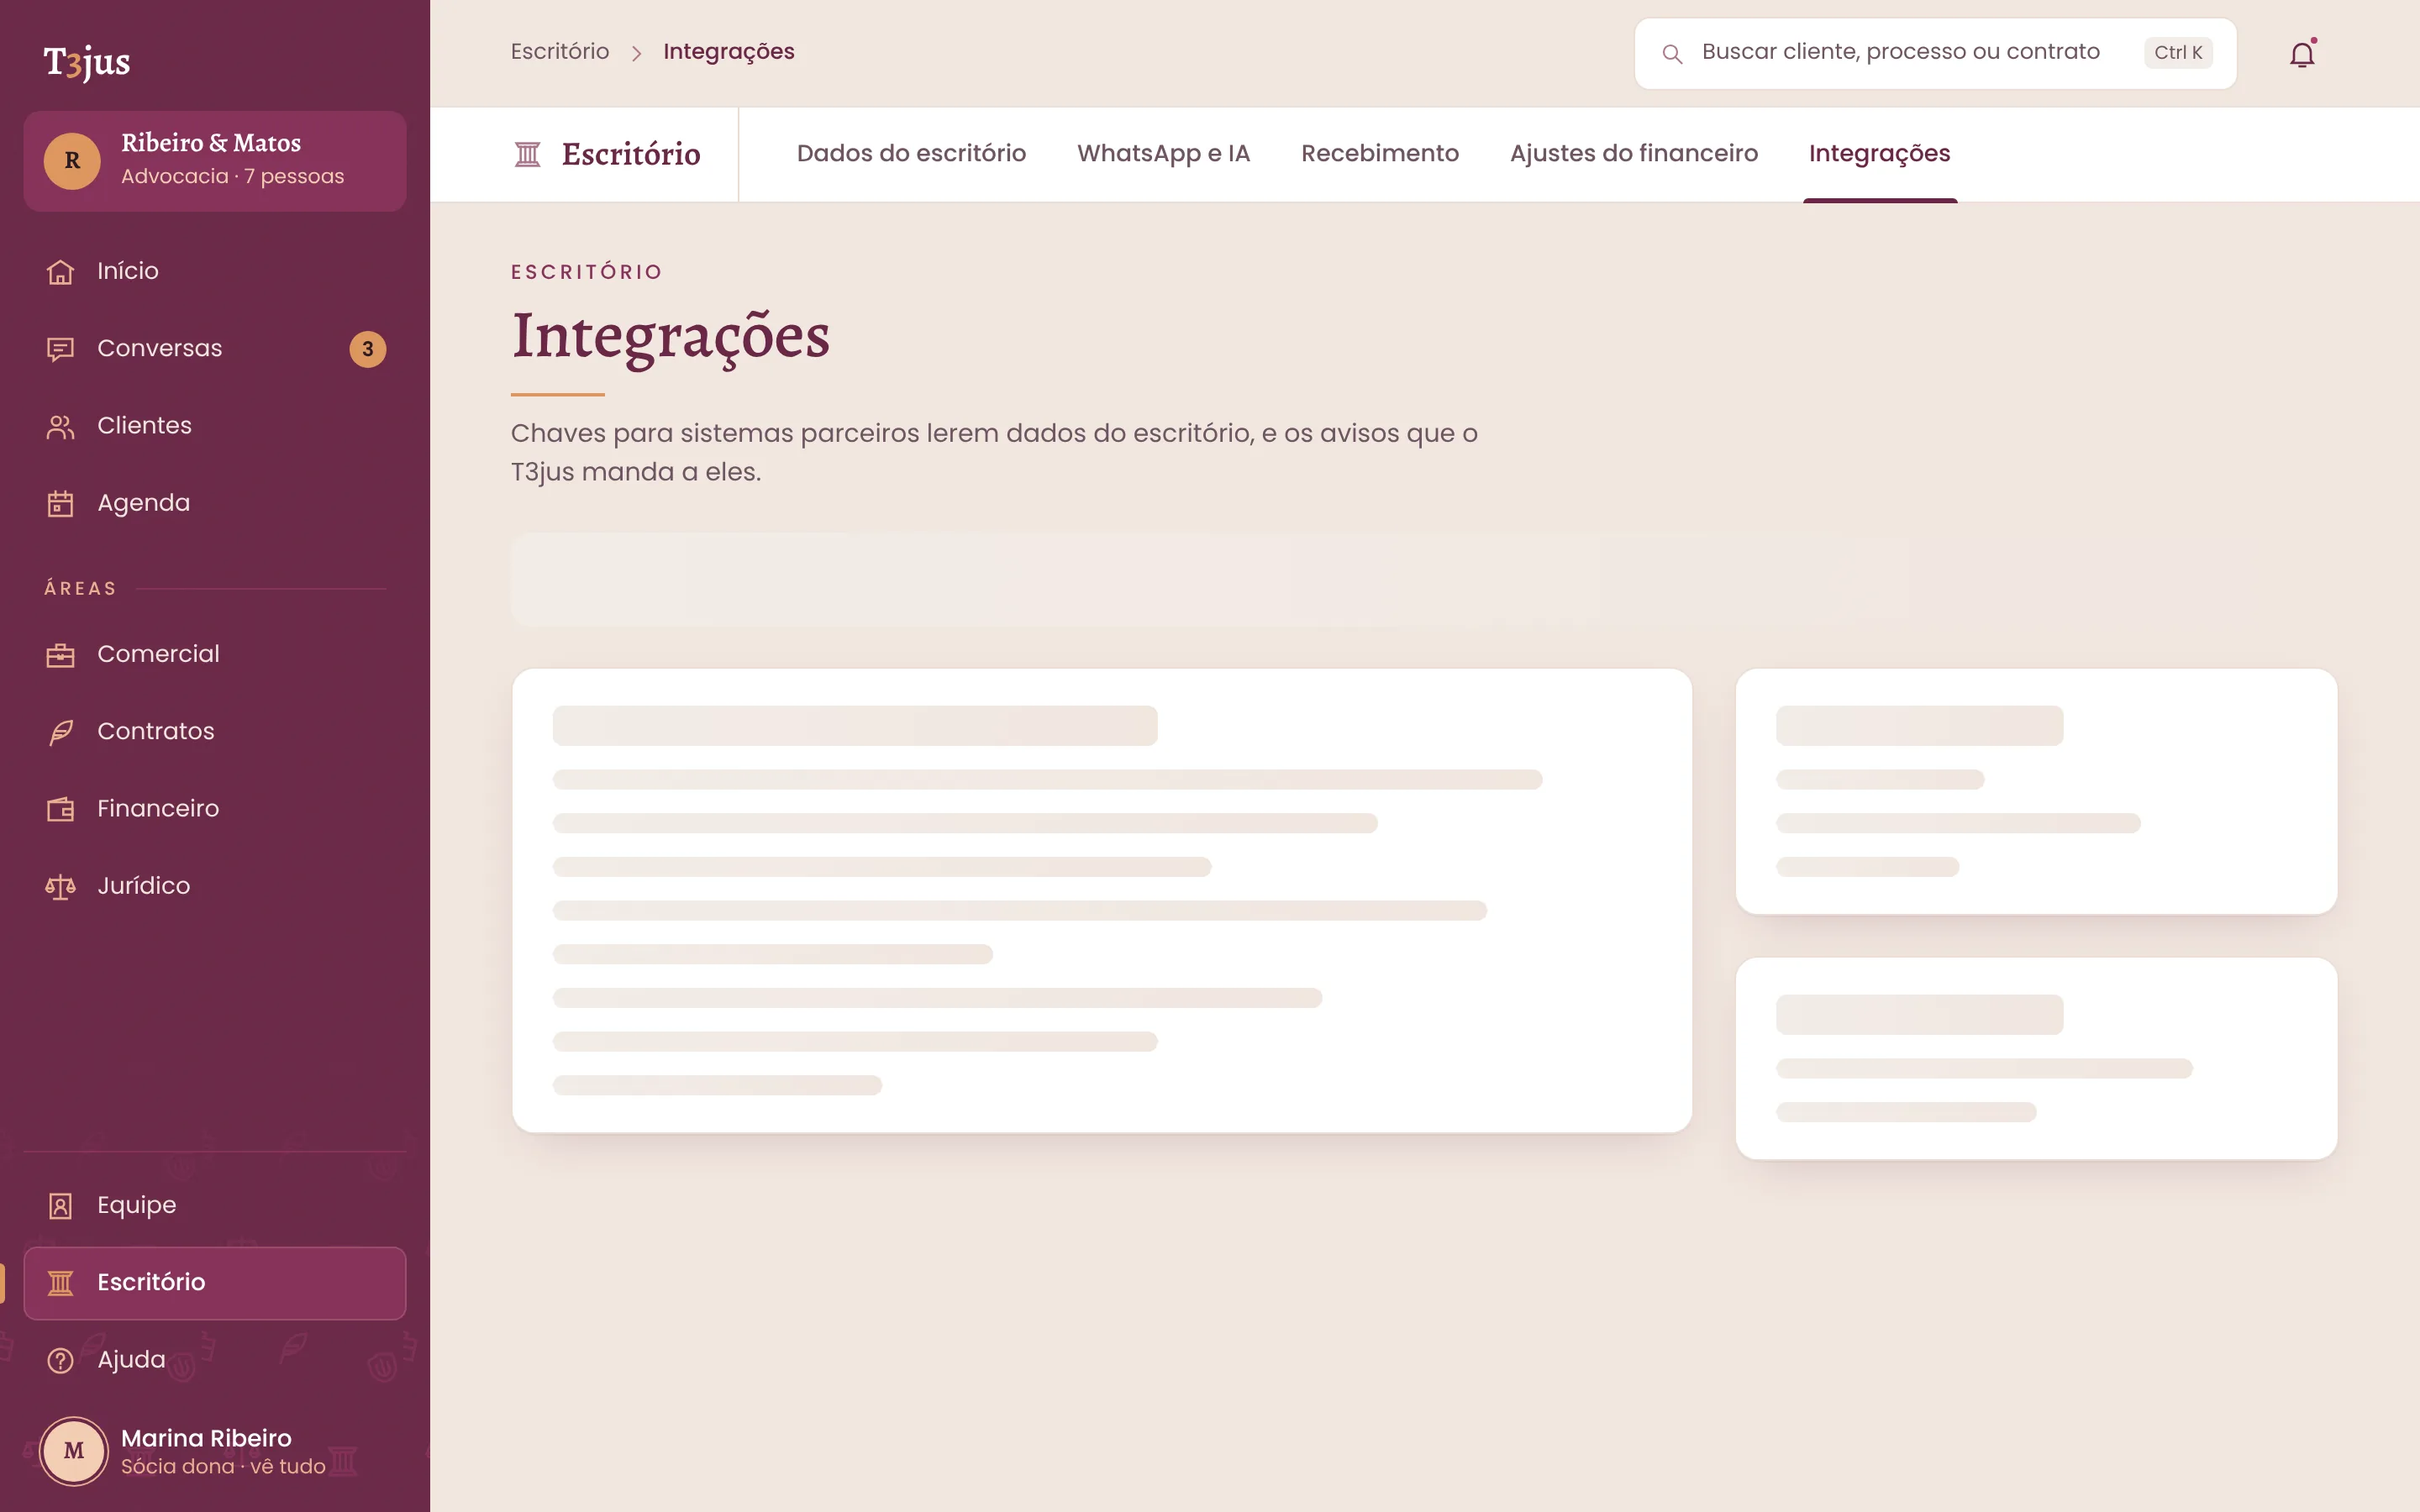 T3jus
R
Ribeiro & Matos
Advocacia · 7 pessoas
Início
Conversas
3
Clientes
Agenda
ÁREAS
Comercial
Contratos
Financeiro
Jurídico
Equipe
Escritório
Ajuda
M
Marina Ribeiro
Sócia dona · vê tudo
Escritório
Integrações
Buscar cliente, processo ou contrato
Ctrl K
Escritório
Dados do escritório
WhatsApp e IA
Recebimento
Ajustes do financeiro
Integrações
ESCRITÓRIO
Integrações
Chaves para sistemas parceiros lerem dados do escritório, e os avisos que o
T3jus manda a eles.